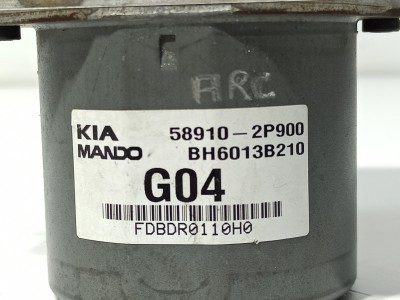 ARC
KIA 58910-2P900
MANDO BH6013B210
G04
FDBDR0110H0